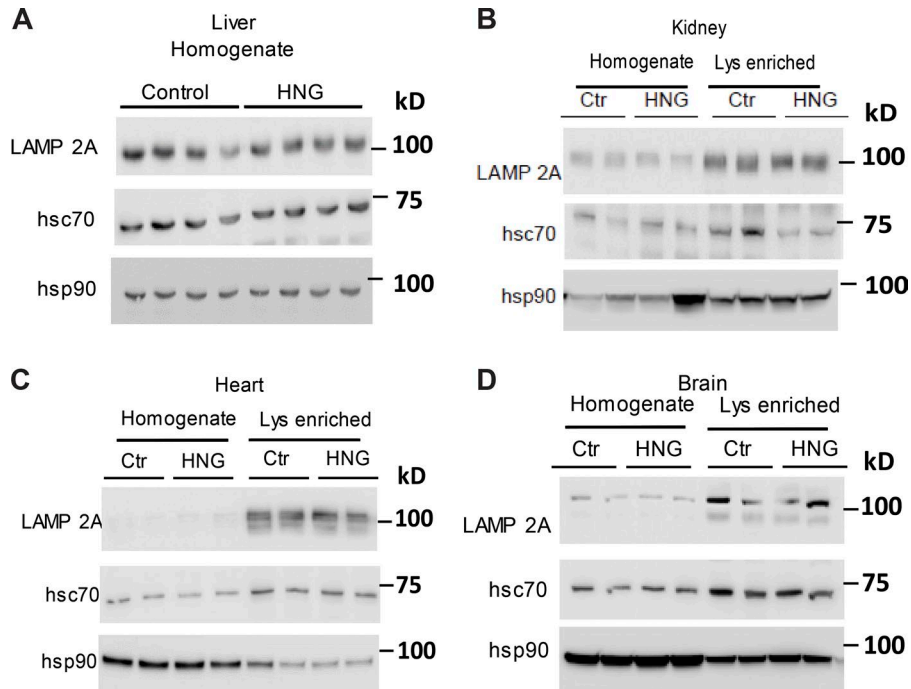 A
Liver
Homogenate
Control HNG
kD
LAMP 2A
100
hsc70
75
hsp90
100
B
Kidney
Homogenate Lys enriched
Ctr HNG Ctr HNG
kD
LAMP 2A
100
hsc70
75
hsp90
100
C
Heart
Homogenate Lys enriched
Ctr HNG Ctr HNG
kD
LAMP 2A
100
hsc70
75
hsp90
100
D
Brain
Homogenate Lys enriched
Ctr HNG Ctr HNG
kD
LAMP 2A
100
hsc70
75
hsp90
100